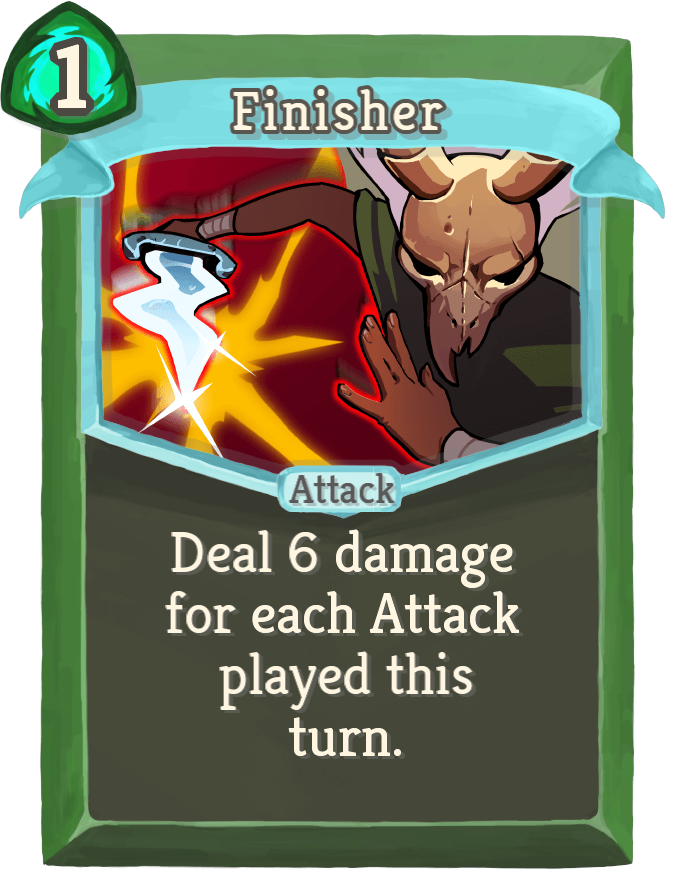 1
Finisher
Attack
Deal 6 damage
for each Attack
played this
turn.